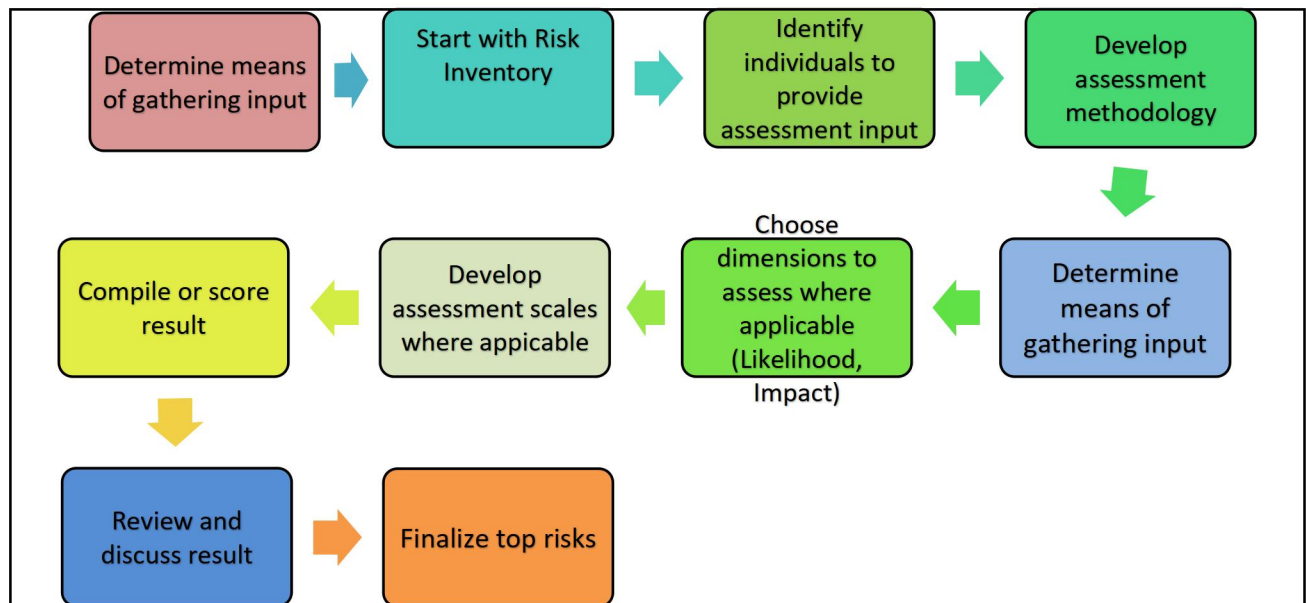 Determine means
of gathering input
Start with Risk
Inventory
Identify
individuals to
provide
assessment input
Develop
assessment
methodology
Determine
means of
gathering input
Choose
dimensions to
assess where
applicable
(Likelihood,
Impact)
Develop
assessment scales
where appicable
Compile or score
result
Review and
discuss result
Finalize top risks